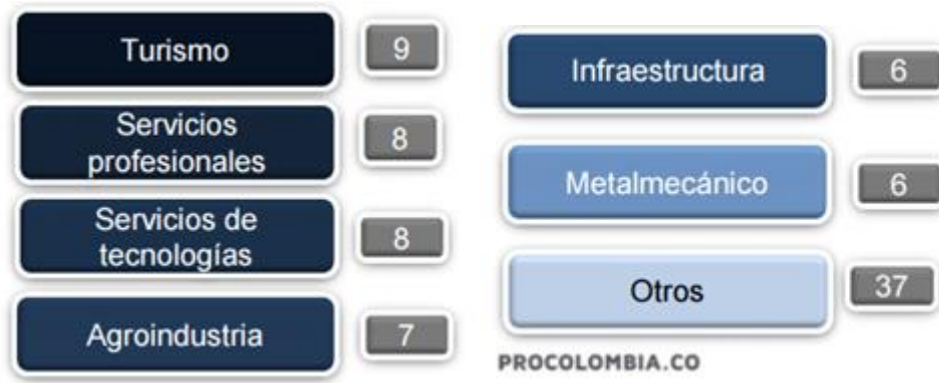 Turismo 9
Servicios
profesionales 8
Servicios de
tecnologías 8
Agroindustria 7
Infraestructura 6
Metalmecánico 6
Otros 37
PROCOLOMBIA.CO